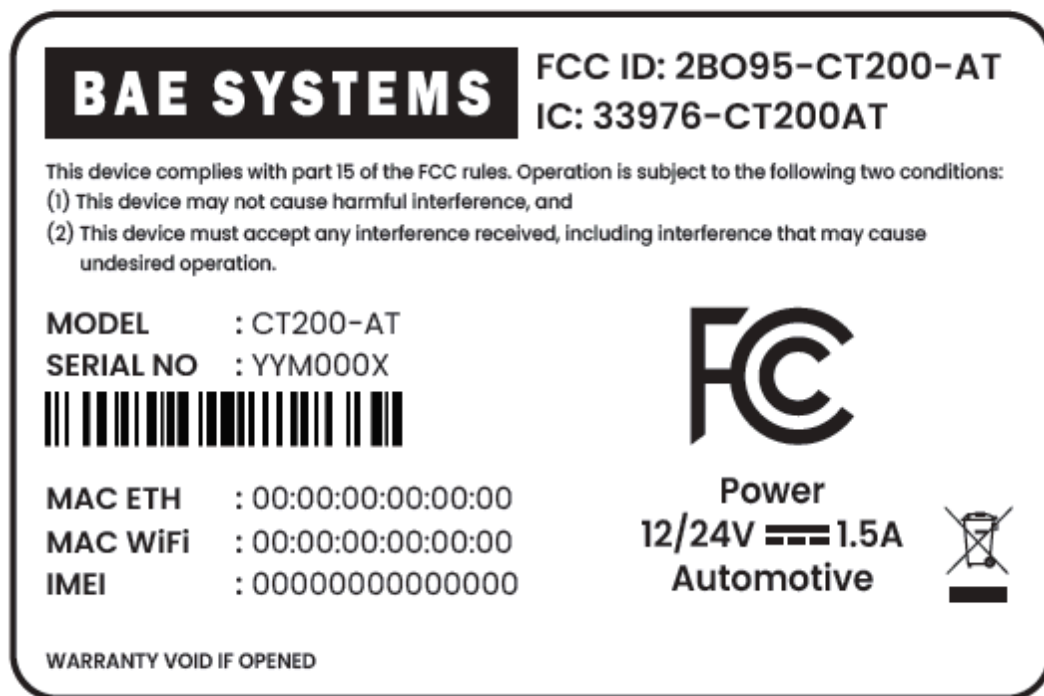 BAE SYSTEMS
FCC ID: 2BO95-CT200-AT
IC: 33976-CT200AT
This device complies with part 15 of the FCC rules. Operation is subject to the following two conditions:
(1) This device may not cause harmful interference, and
(2) This device must accept any interference received, including interference that may cause
undesired operation.
MODEL : CT200-AT
SERIAL NO : YYM000X
FCC
MAC ETH : 00:00:00:00:00:00
MAC WiFi : 00:00:00:00:00:00
IMEI : 00000000000000
Power
12/24V 1.5A
Automotive
WARRANTY VOID IF OPENED